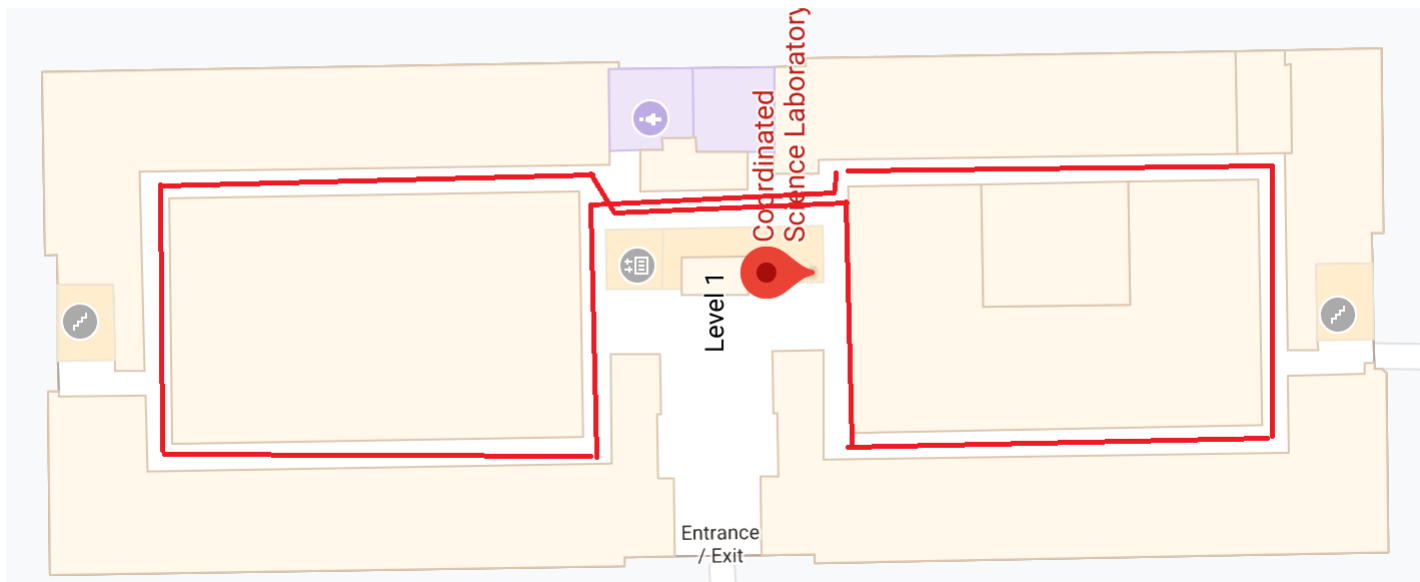 Coordinated
Science Laboratory
Level 1
Entrance
/ Exit